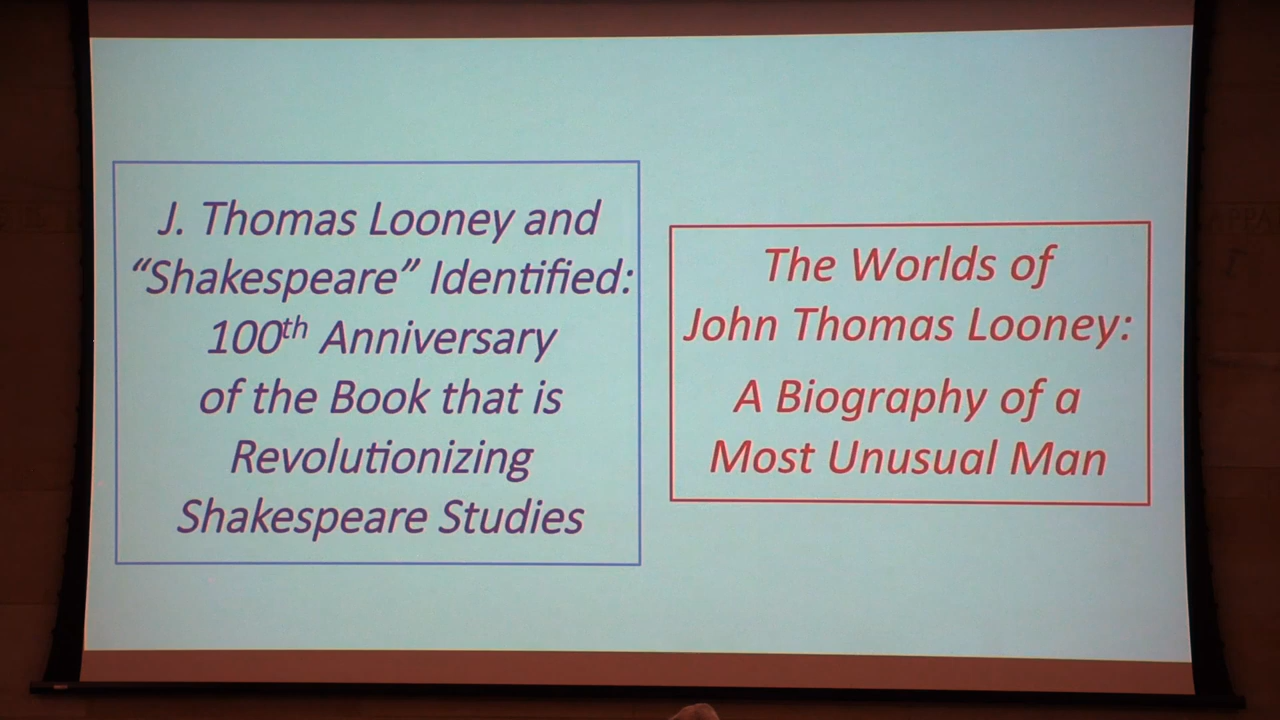 J. Thomas Looney and
“Shakespeare” Identified:
100th Anniversary
of the Book that is
Revolutionizing
Shakespeare Studies
The Worlds of
John Thomas Looney:
A Biography of a
Most Unusual Man